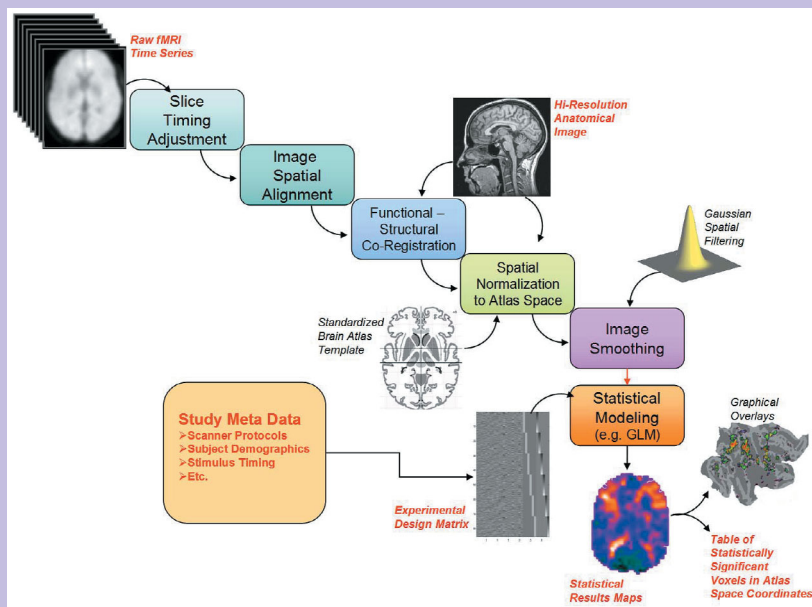 Raw fMRI
Time Series
Slice
Timing
Adjustment
Image
Spatial
Alignment
Hi-Resolution
Anatomical
Image
Functional –
Structural
Co-Registration
Gaussian
Spatial
Filtering
Spatial
Normalization
to Atlas Space
Standardized
Brain Atlas
Template
Image
Smoothing
Study Meta Data
➢Scanner Protocols
➢Subject Demographics
➢Stimulus Timing
➢Etc.
Statistical
Modeling
(e.g. GLM)
Graphical
Overlays
Experimental
Design Matrix
Statistical
Results Maps
Table of
Statistically
Significant
Voxels in Atlas
Space Coordinated